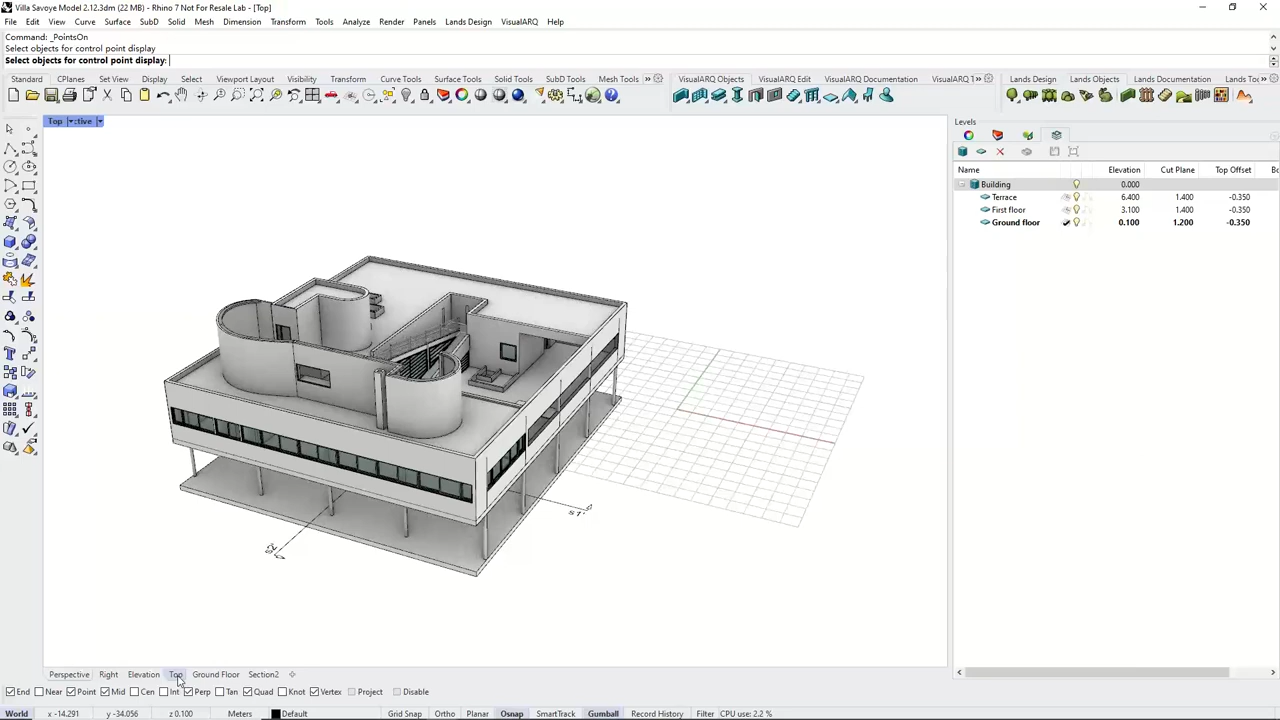 Villa Savoye Model 2.12.3dm (22 MB) - Rhino 7 Not For Resale Lab - [Top]
File Edit View Curve Surface SubD Solid Mesh Dimension Transform Tools Analyze Render Panels Lands VisualARQ Help
Command: _PointsOn
Select objects for control point display
Select objects for control point display:
Standard CPlanes Set View Display Select Viewport Layout Visibility Transform Curve Tools Surface Tools Solid Tools SubD Tools Mesh Tools » VisualARQ Objects VisualARQ Edit VisualARQ Documentation VisualARQ T » Lands Design Lands Objects Lands Documentation Lands Too »
Top
Levels
Name Elevation Cut Plane Top Offset Bo
Building 0.000
Terrace 6.400 1.400 -0.350
First floor 3.100 1.400 -0.350
Ground floor 0.100 1.200 -0.350
S1'
S2
Perspective Right Elevation Top Ground Floor Section2
End Near Point Mid Cen Int Perp Tan Quad Knot Vertex Project Disable
World x -14.291 y -34.056 z 0.100 Meters Default Grid Snap Ortho Planar Osnap SmartTrack Gumball Record History Filter CPU use: 2.2 %